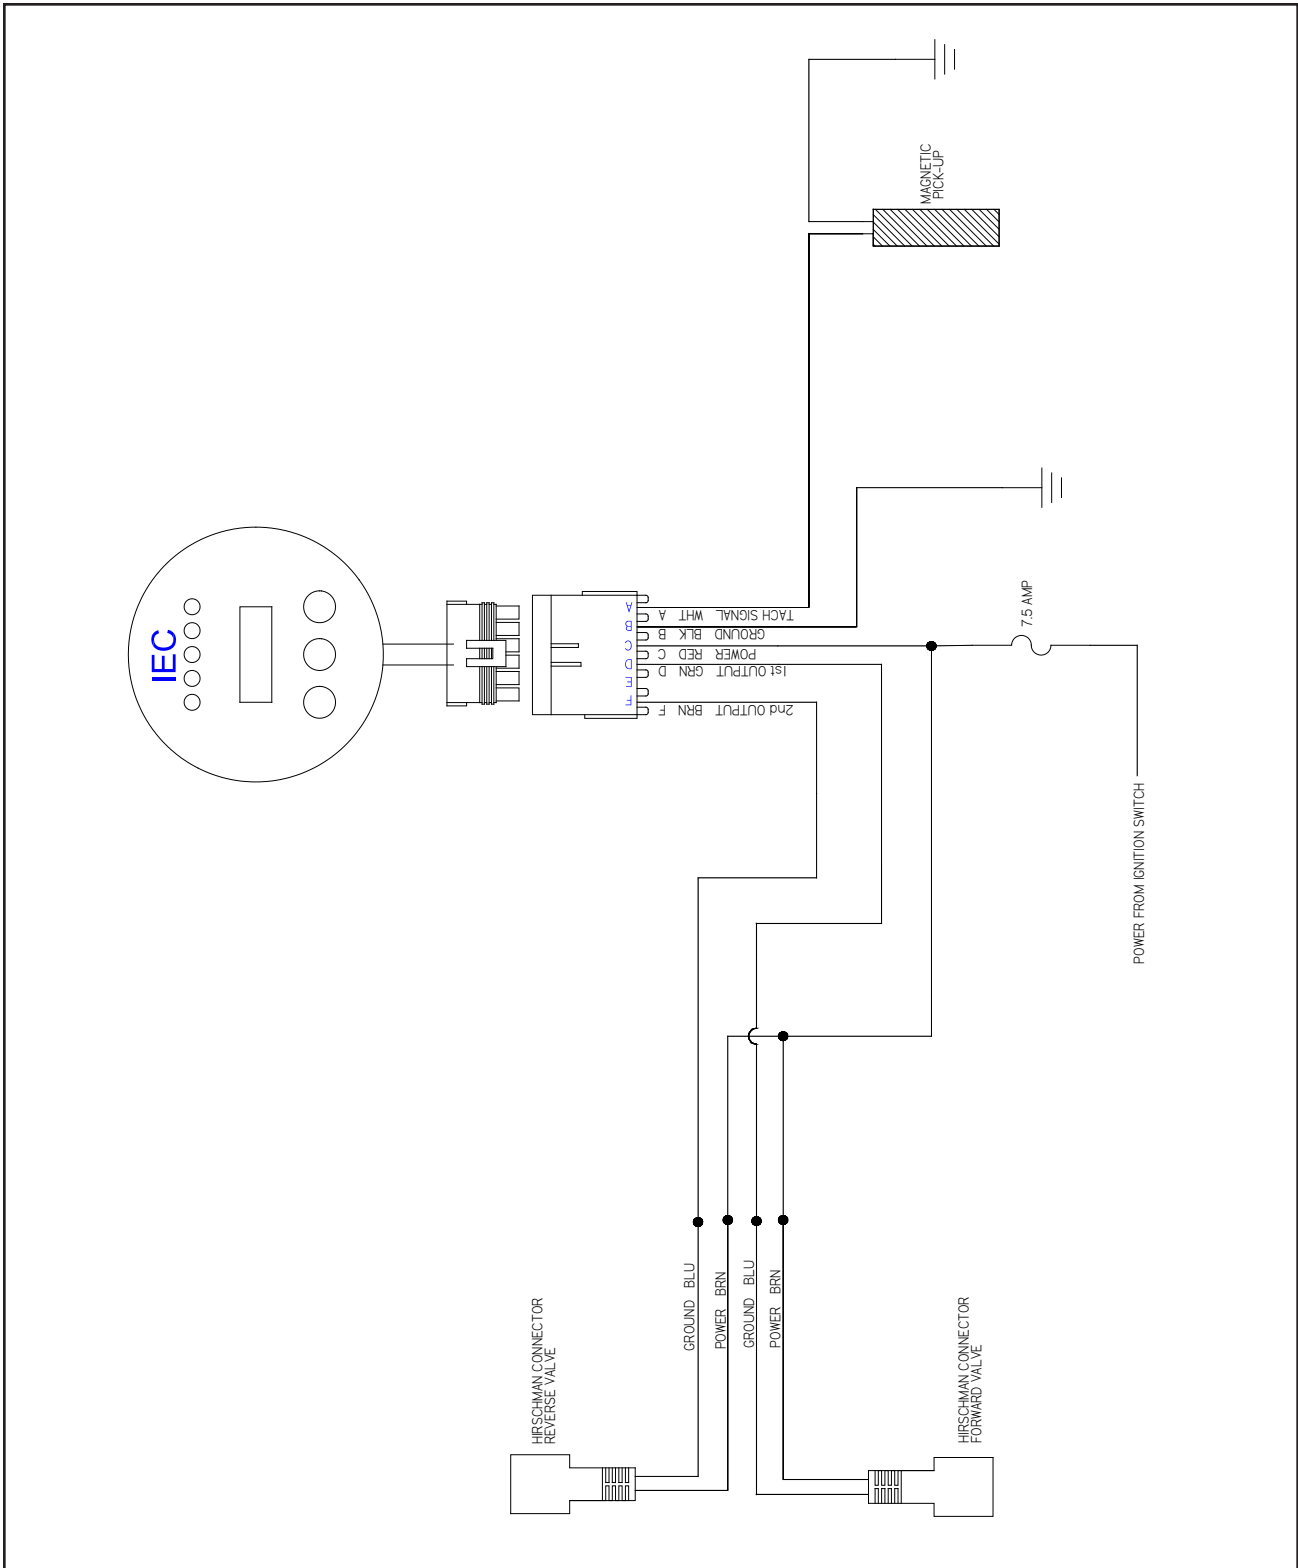 IEC
MAGNETIC
PICK-UP
A
B
C
D
E
F
TACH SIGNAL WHT A
GROUND BLK B
POWER RED C
1st OUTPUT GRN D
2nd OUTPUT BRN F
7.5 AMP
POWER FROM IGNITION SWITCH
GROUND BLU
POWER BRN
GROUND BLU
POWER BRN
HIRSCHMAN CONNECTOR
REVERSE VALVE
HIRSCHMAN CONNECTOR
FORWARD VALVE